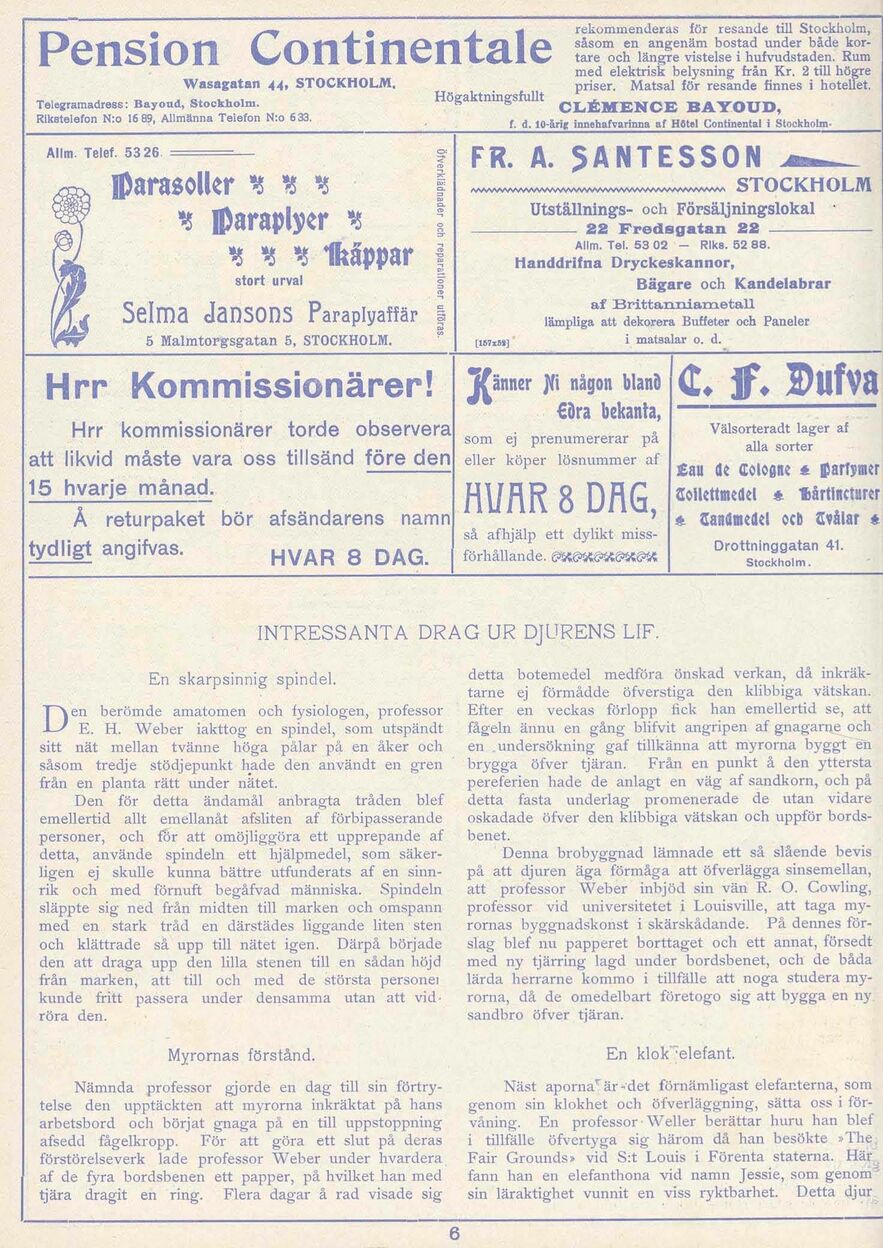 Pension Continentale
Wasagatan 44, STOCKHOLM.
Telegramadress: Bayoud, Stockholm.
Rikstelefon N:o 16 89, Allmänna Telefon N:o 6 33.
Högaktningsfullt
rekommenderas för resande till Stockholm,
såsom en angenäm bostad under både kor-
tare och längre vistelse i hufvudstaden. Rum
med elektrisk belysning från Kr. 2 till högre
priser. Matsal för resande finnes i hotellet.
CLÉMENCE BAYOUD,
f. d. 10-årig innehafvarinna af Hôtel Continental i Stockholm.
Allm. Telef. 53 26.
Parasoller
Paraplyer
Käppar
stort urval
Selma Jansons Paraplyaffär
5 Malmtorgsgatan 5, STOCKHOLM.
Öfverklädnader och reparationer utföras.
FR. A. SANTESSON
STOCKHOLM
Utställnings- och Försäljningslokal
22 Fredsgatan 22
Allm. Tel. 53 02 — Riks. 52 88.
Handdrifna Dryckeskannor,
Bägare och Kandelabrar
af Brittanniametall
lämpliga att dekorera Buffeter och Paneler
[157x59] i matsalar o. d.
Hrr Kommissionärer!
Hrr kommissionärer torde observera
att likvid måste vara oss tillsänd före den
15 hvarje månad.
Å returpaket bör afsändarens namn
tydligt angifvas.
HVAR 8 DAG.
Känner Ni någon bland
Edra bekanta,
som ej prenumererar på
eller köper lösnummer af
HVAR 8 DAG,
så afhjälp ett dylikt miss-
förhållande.
C. F. Dufva
Välsorteradt lager af
alla sorter
Eau de Cologne Parfymer
Toilettmedel Hårtincturer
Tandmedel och Tvålar
Drottninggatan 41.
Stockholm.
INTRESSANTA DRAG UR DJURENS LIF.
En skarpsinnig spindel.
Den berömde amatomen och fysiologen, professor
E. H. Weber iakttog en spindel, som utspändt
sitt nät mellan tvänne höga pålar på en åker och
såsom tredje stödjepunkt hade den användt en gren
från en planta rätt under nätet.
Den för detta ändamål anbragta tråden blef
emellertid allt emellanåt afsliten af förbipasserande
personer, och för att omöjliggöra ett upprepande af
detta, använde spindeln ett hjälpmedel, som säker-
ligen ej skulle kunna bättre utfunderats af en sinn-
rik och med förnuft begåfvad människa. Spindeln
släppte sig ned från midten till marken och omspann
med en stark tråd en därstädes liggande liten sten
och klättrade så upp till nätet igen. Därpå började
den att draga upp den lilla stenen till en sådan höjd
från marken, att till och med de största personer
kunde fritt passera under densamma utan att vid-
röra den.
Myrornas förstånd.
Nämnda professor gjorde en dag till sin förtry-
telse den upptäckten att myrorna inkräktat på hans
arbetsbord och börjat gnaga på en till uppstoppning
afsedd fågelkropp. För att göra ett slut på deras
förstörelseverk lade professor Weber under hvardera
af de fyra bordsbenen ett papper, på hvilket han med
tjära dragit en ring. Flera dagar å rad visade sig
detta botemedel medföra önskad verkan, då inkräk-
tarne ej förmådde öfverstiga den klibbiga vätskan.
Efter en veckas förlopp fick han emellertid se, att
fågeln ännu en gång blifvit angripen af gnagarne och
en undersökning gaf tillkänna att myrorna byggt en
brygga öfver tjäran. Från en punkt å den yttersta
pereferien hade de anlagt en väg af sandkorn, och på
detta fasta underlag promenerade de utan vidare
oskadade öfver den klibbiga vätskan och uppför bords-
benet.
Denna brobyggnad lämnade ett så slående bevis
på att djuren äga förmåga att öfverlägga sinsemellan,
att professor Weber inbjöd sin vän R. O. Cowling,
professor vid universitetet i Louisville, att taga my-
rornas byggnadskonst i skärskådande. På dennes för-
slag blef nu papperet borttaget och ett annat, försedt
med ny tjärring lagd under bordsbenet, och de båda
lärda herrarne kommo i tillfälle att noga studera my-
rorna, då de omedelbart företogo sig att bygga en ny
sandbro öfver tjäran.
En klok elefant.
Näst aporna är det förnämligast elefanterna, som
genom sin klokhet och öfverläggning, sätta oss i för-
våning. En professor Weller berättar huru han blef
i tillfälle öfvertyga sig härom då han besökte »The
Fair Grounds» vid S:t Louis i Förenta staterna. Här
fann han en elefanthona vid namn Jessie, som genom
sin läraktighet vunnit en viss ryktbarhet. Detta djur
6